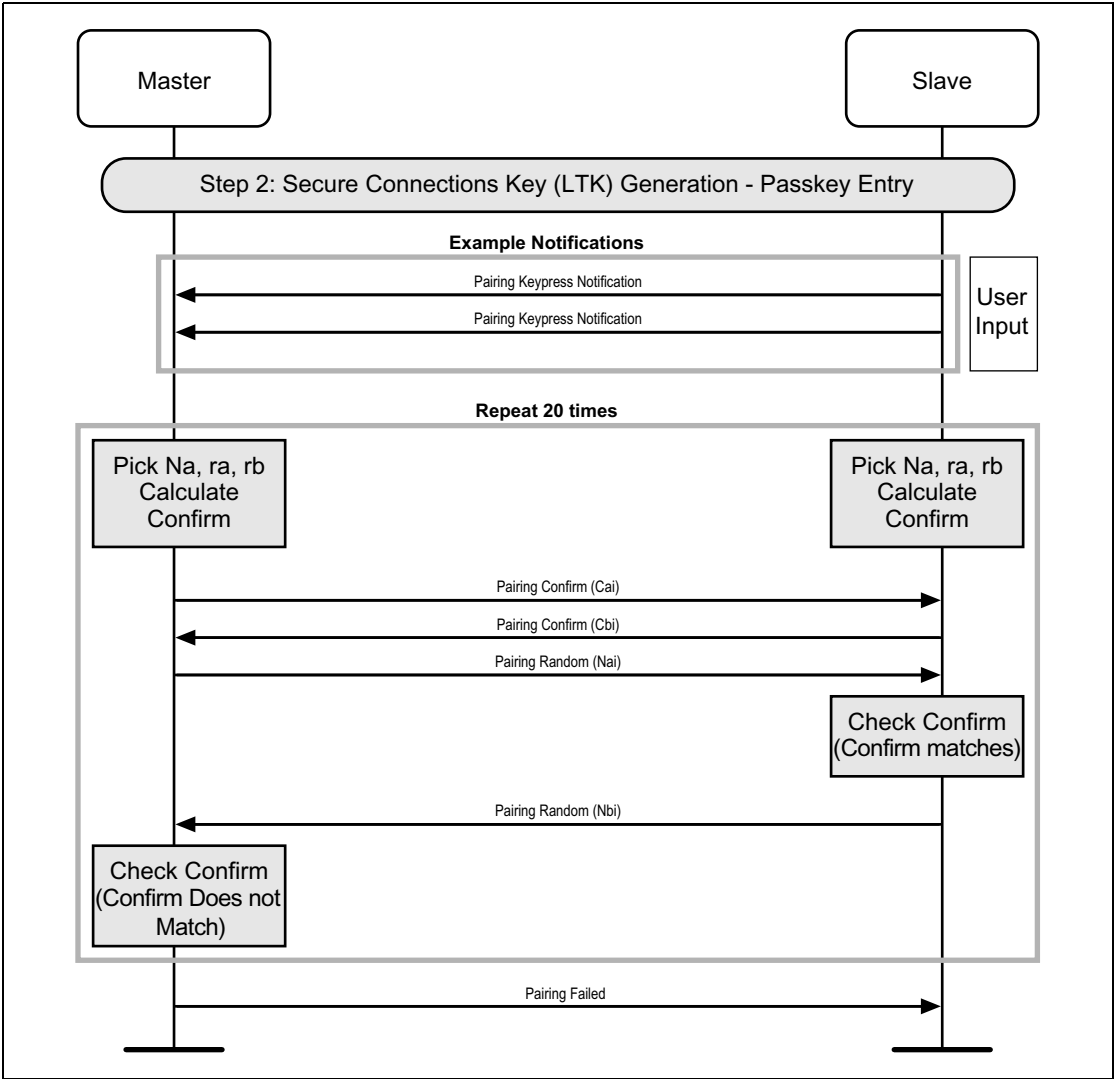 Master
Slave
Step 2: Secure Connections Key (LTK) Generation - Passkey Entry
Example Notifications
Pairing Keypress Notification
Pairing Keypress Notification
User
Input
Repeat 20 times
Pick Na, ra, rb
Calculate
Confirm
Pick Na, ra, rb
Calculate
Confirm
Pairing Confirm (Cai)
Pairing Confirm (Cbi)
Pairing Random (Nai)
Check Confirm
(Confirm matches)
Pairing Random (Nbi)
Check Confirm
(Confirm Does not
Match)
Pairing Failed